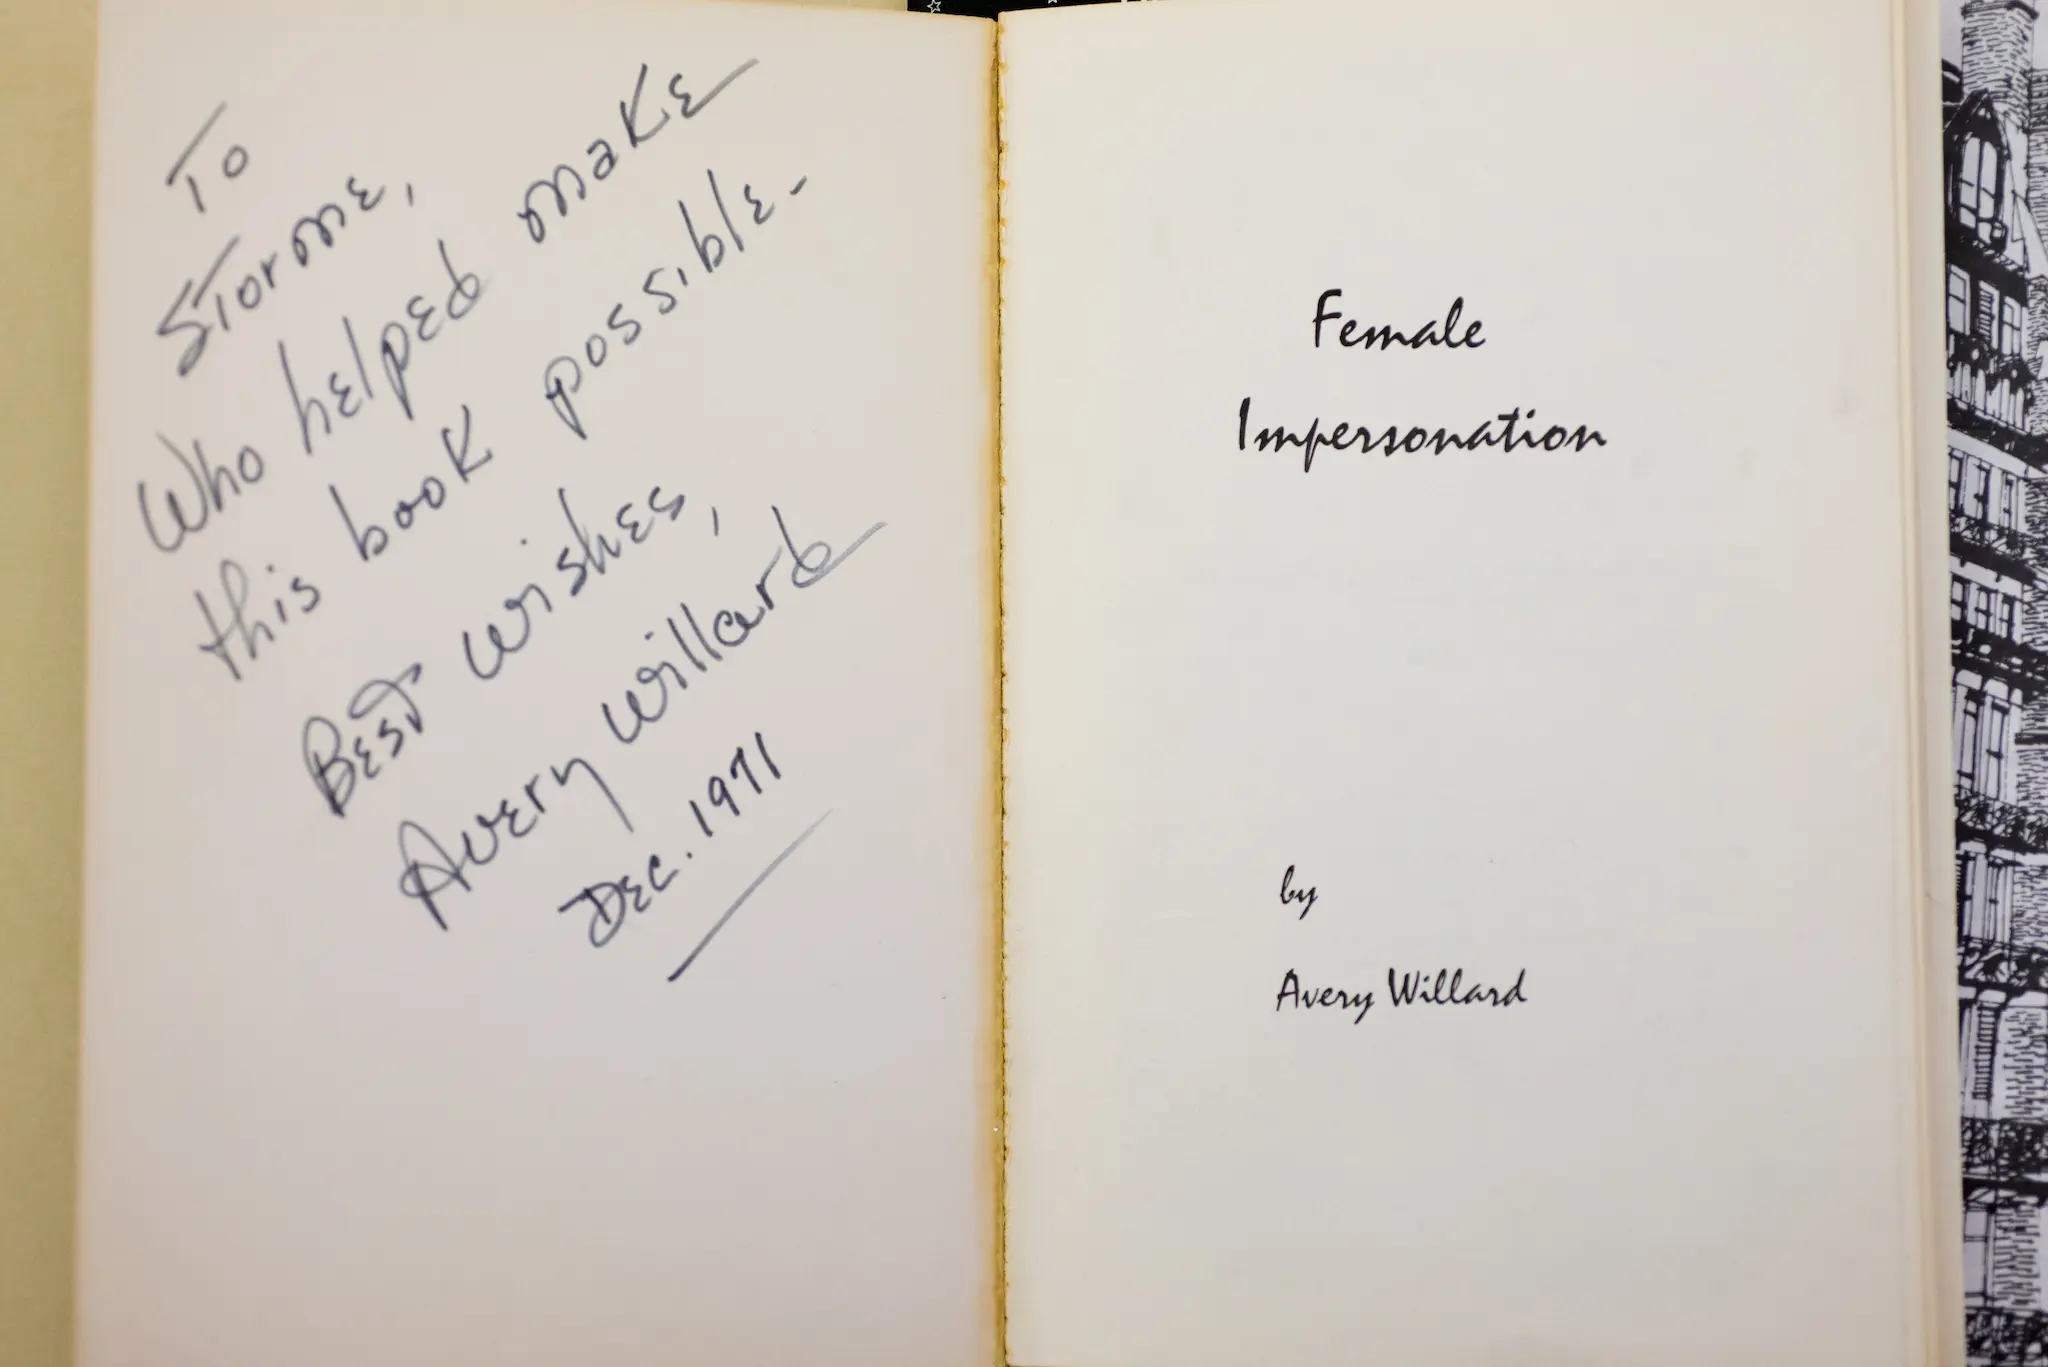 To
Storme,
Who helped make
this book possible.
Best wishes,
Avery Willard
Dec. 1971
Female
Impersonation
by
Avery Willard